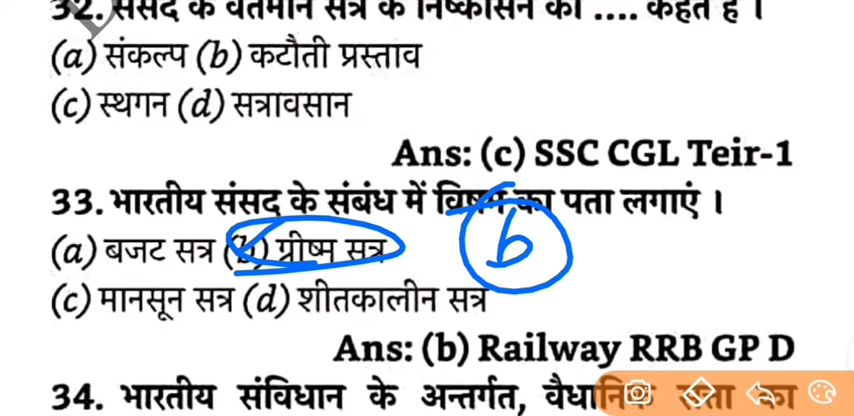 32. संसद के वर्तमान सत्र के निष्कासन को .... कहते हैं ।
(a) संकल्प (b) कटौती प्रस्ताव
(c) स्थगन (d) सत्रावसान
Ans: (c) SSC CGL Teir-1
33. भारतीय संसद के संबंध में विषम का पता लगाएं ।
(a) बजट सत्र (b) ग्रीष्म सत्र
b
(c) मानसून सत्र (d) शीतकालीन सत्र
Ans: (b) Railway RRB GP D
34. भारतीय संविधान के अन्तर्गत, वैधानिक सत्ता का